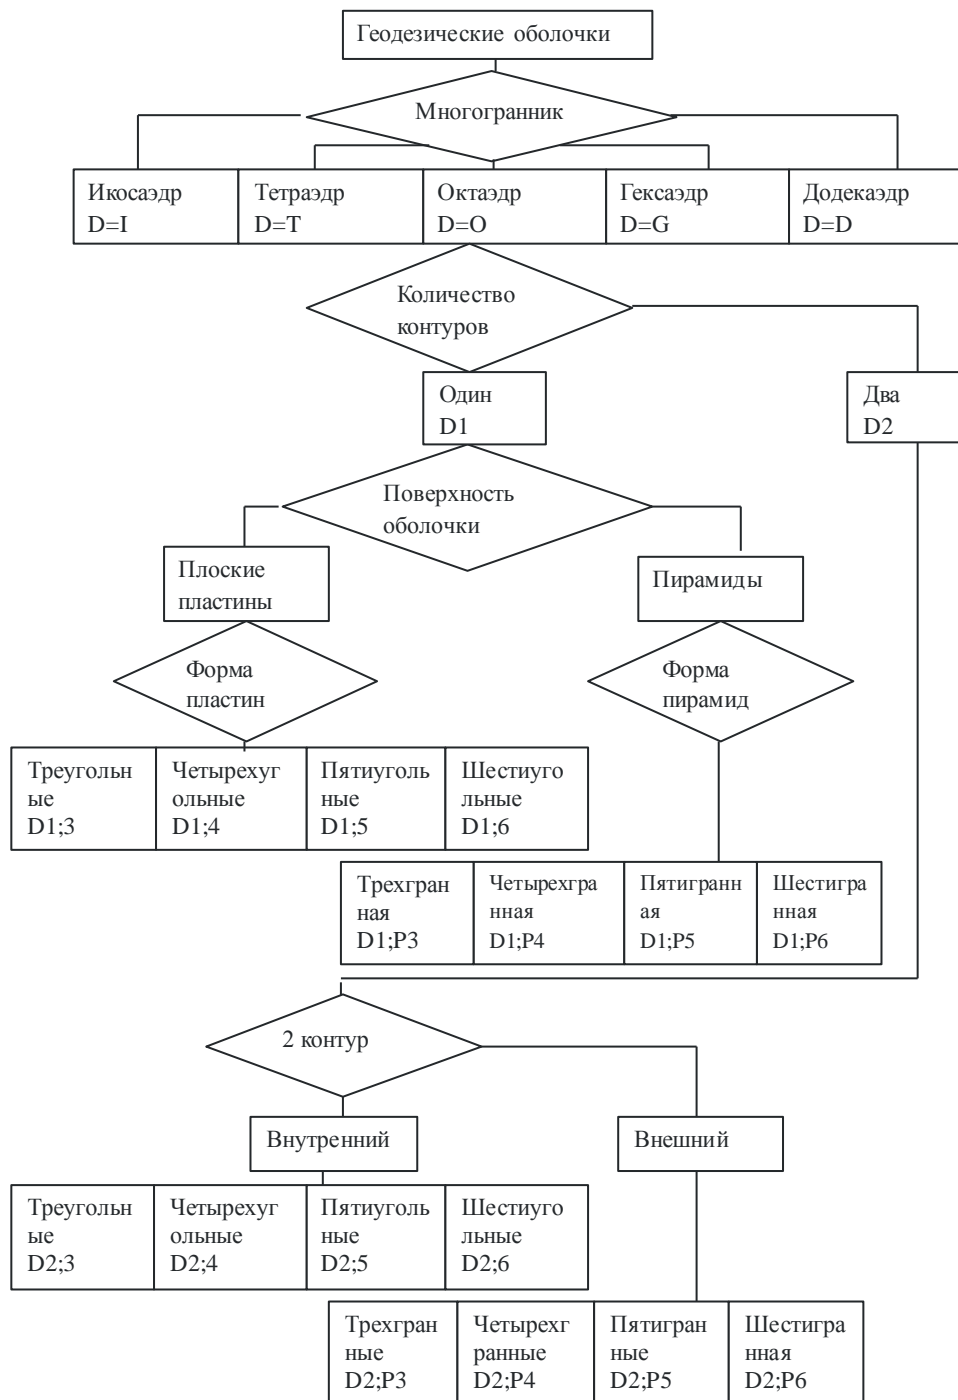 Геодезические оболочки
Многогранник
Икосаэдр
D=I
Тетраэдр
D=T
Октаэдр
D=O
Гексаэдр
D=G
Додекаэдр
D=D
Количество
контуров
Один
D1
Два
D2
Поверхность
оболочки
Плоские
пластины
Пирамиды
Форма
пластин
Форма
пирамид
Треугольн
ые
D1;3
Четырехуг
ольные
D1;4
Пятиуголь
ные
D1;5
Шестиуго
льные
D1;6
Трехгран
ная
D1;P3
Четырехгра
нная
D1;P4
Пятигранн
ая
D1;P5
Шестигра
нная
D1;P6
2 контур
Внутренний
Внешний
Треугольн
ые
D2;3
Четырехуг
ольные
D2;4
Пятиуголь
ные
D2;5
Шестиуго
льные
D2;6
Трехгран
ные
D2;P3
Четырехг
ранные
D2;P4
Пятигран
ные
D2;P5
Шестигра
нная
D2;P6